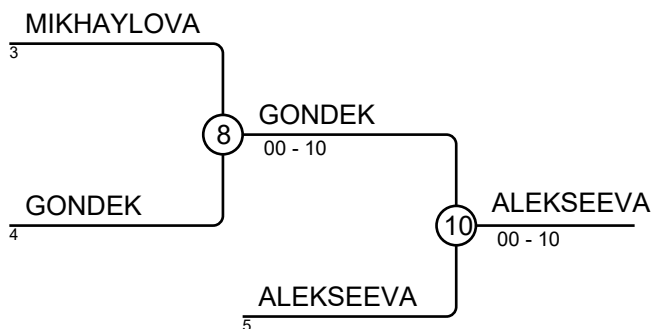 MIKHAYLOVA
3
8
GONDEK
00 - 10
GONDEK
4
10
ALEKSEEVA
00 - 10
ALEKSEEVA
5